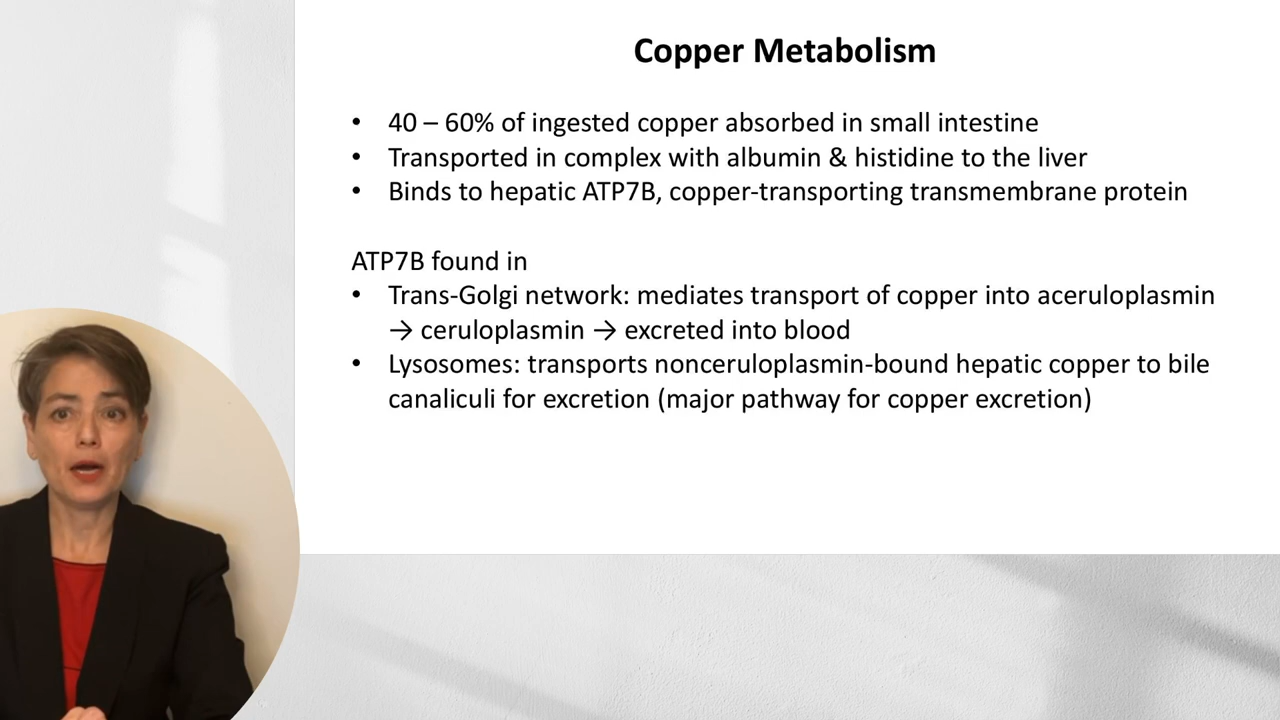 Copper Metabolism
• 40 – 60% of ingested copper absorbed in small intestine
• Transported in complex with albumin & histidine to the liver
• Binds to hepatic ATP7B, copper-transporting transmembrane protein
ATP7B found in
• Trans-Golgi network: mediates transport of copper into aceruloplasmin
→ ceruloplasmin → excreted into blood
• Lysosomes: transports nonceruloplasmin-bound hepatic copper to bile
canaliculi for excretion (major pathway for copper excretion)